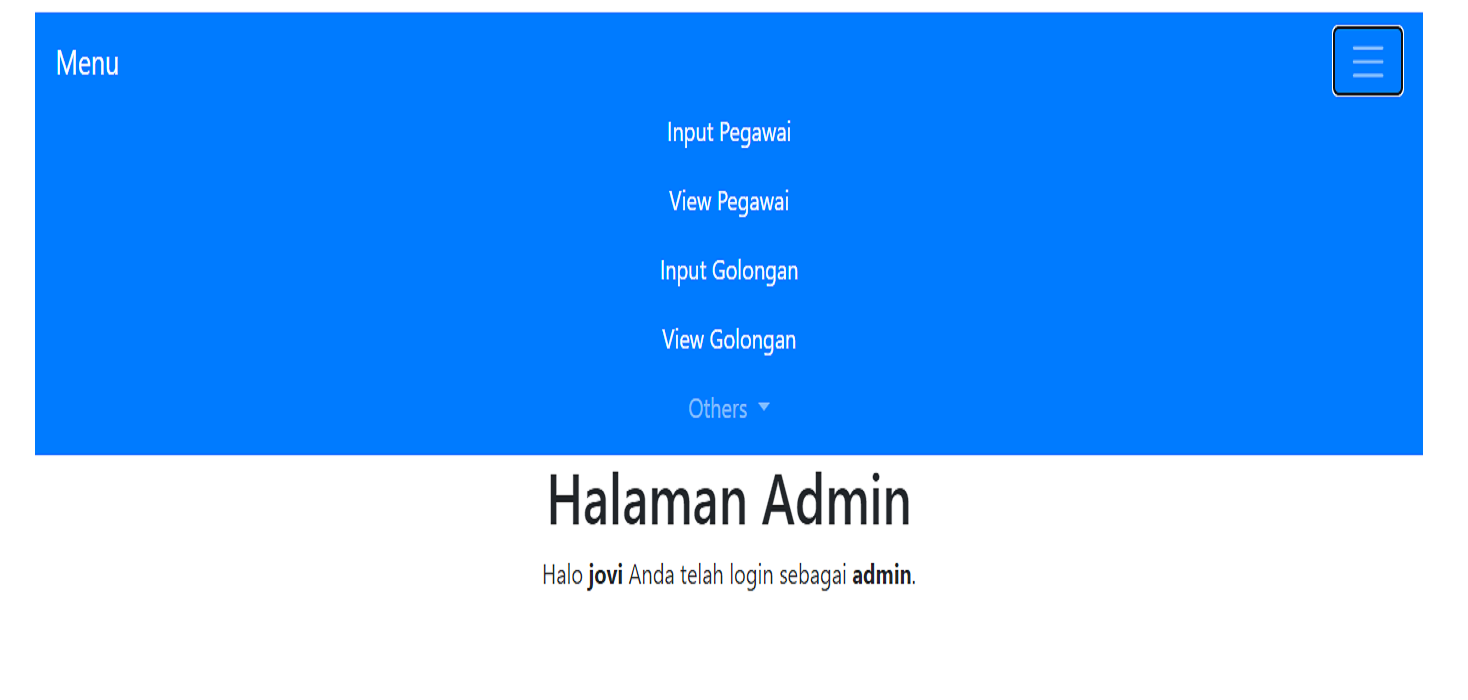 Menu
Input Pegawai
View Pegawai
Input Golongan
View Golongan
Others
Halaman Admin
Halo jovi Anda telah login sebagai admin.